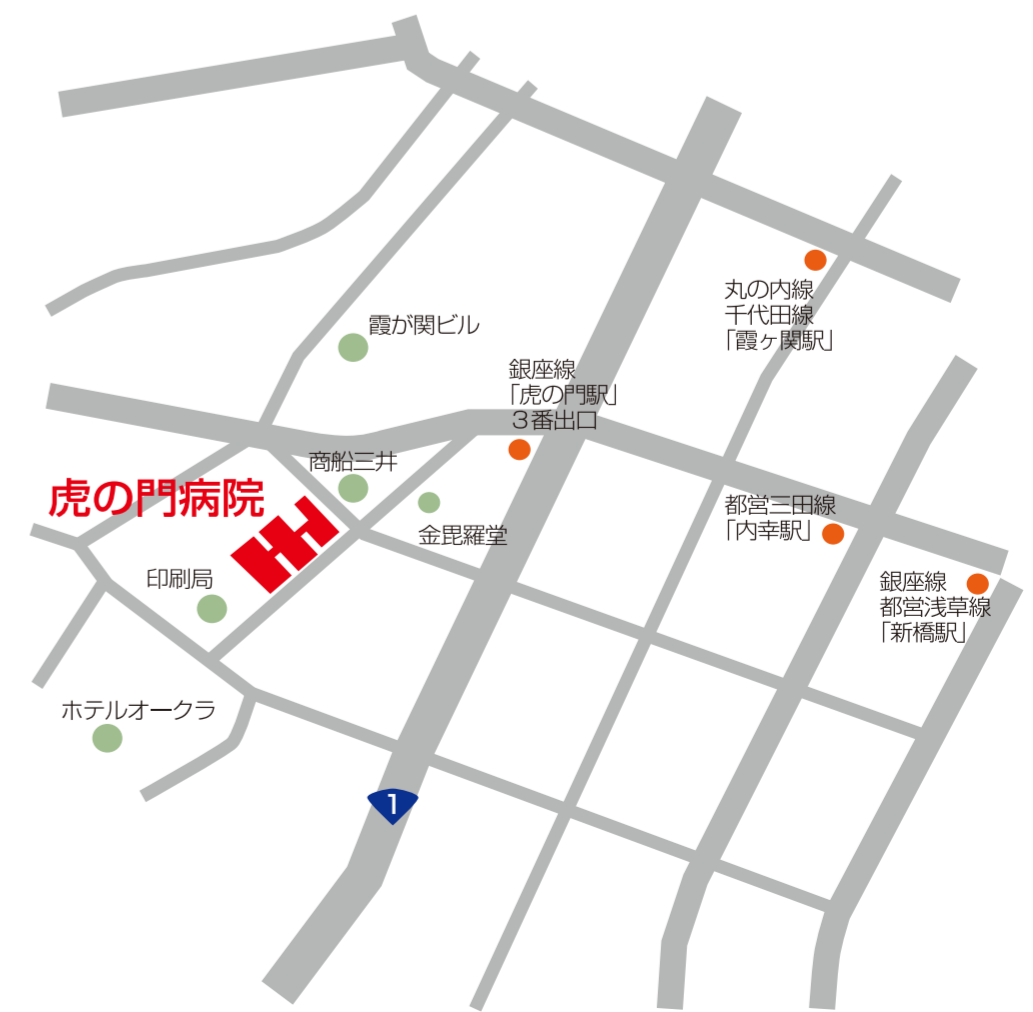 丸の内線
千代田線
「霞ヶ関駅」
霞が関ビル
銀座線
「虎の門駅」
３番出口
商船三井
虎の門病院
金毘羅堂
都営三田線
「内幸駅」
印刷局
銀座線
都営浅草線
「新橋駅」
ホテルオークラ
1